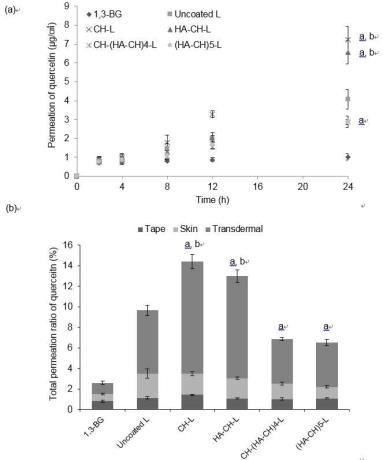 (a)
1,3-BG
Uncoated L
CH-L
HA-CH-L
CH-(HA-CH)4-L
(HA-CH)5-L
Permeation of quercetin (μg/cm²)
9
8
7
6
5
4
3
2
1
0
a, b
a, b
a
0 4 8 12 16 20 24
Time (h)
(b)
Tape Skin Transdermal
Total permeation ratio of quercetin (%)
16
14
12
10
8
6
4
2
0
a, b
a, b
a
a
1,3-BG
Uncoated L
CH-L
HA-CH-L
CH-(HA-CH)4-L
(HA-CH)5-L